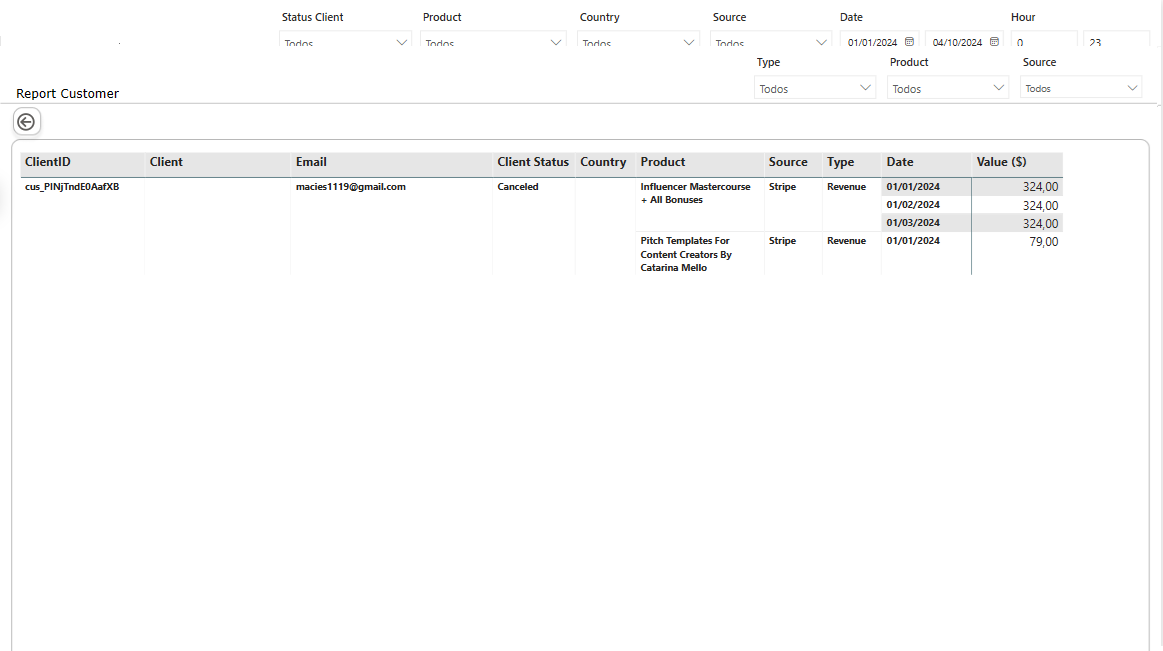 Status Client Product Country Source Date Hour
Todos Todos Todos Todos 01/01/2024 04/10/2024 0 23
Type Product Source
Todos Todos Todos
Report Customer
ClientID Client Email Client Status Country Product Source Type Date Value ($)
cus_PINjTndE0AafXB macies1119@gmail.com Canceled Influencer Mastercourse Stripe Revenue 01/01/2024 324,00
+ All Bonuses
01/02/2024 324,00
01/03/2024 324,00
Pitch Templates For Stripe Revenue 01/01/2024 79,00
Content Creators By
Catarina Mello